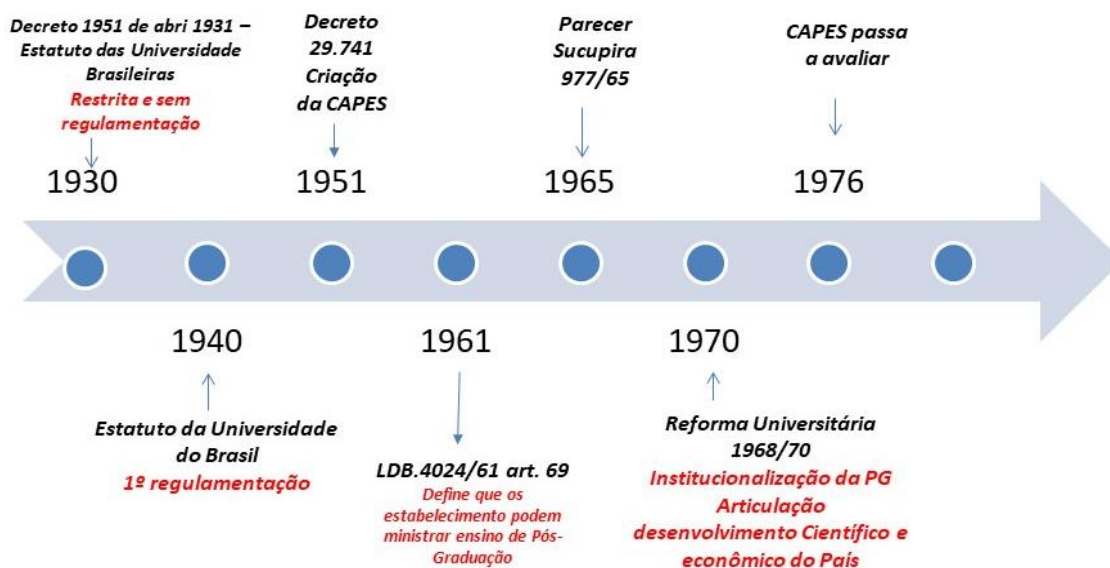 Decreto 1951 de abri 1931 –
Estatuto das Universidade
Brasileiras
Restrita e sem
regulamentação
1930
Decreto
29.741
Criação
da CAPES
1951
Parecer
Sucupira
977/65
1965
CAPES passa
a avaliar
1976
1940
Estatuto da Universidade
do Brasil
1º regulamentação
1961
LDB.4024/61 art. 69
Define que os
estabelecimento podem
ministrar ensino de Pós-
Graduação
1970
Reforma Universitária
1968/70
Institucionalização da PG
Articulação
desenvolvimento Científico e
econômico do País